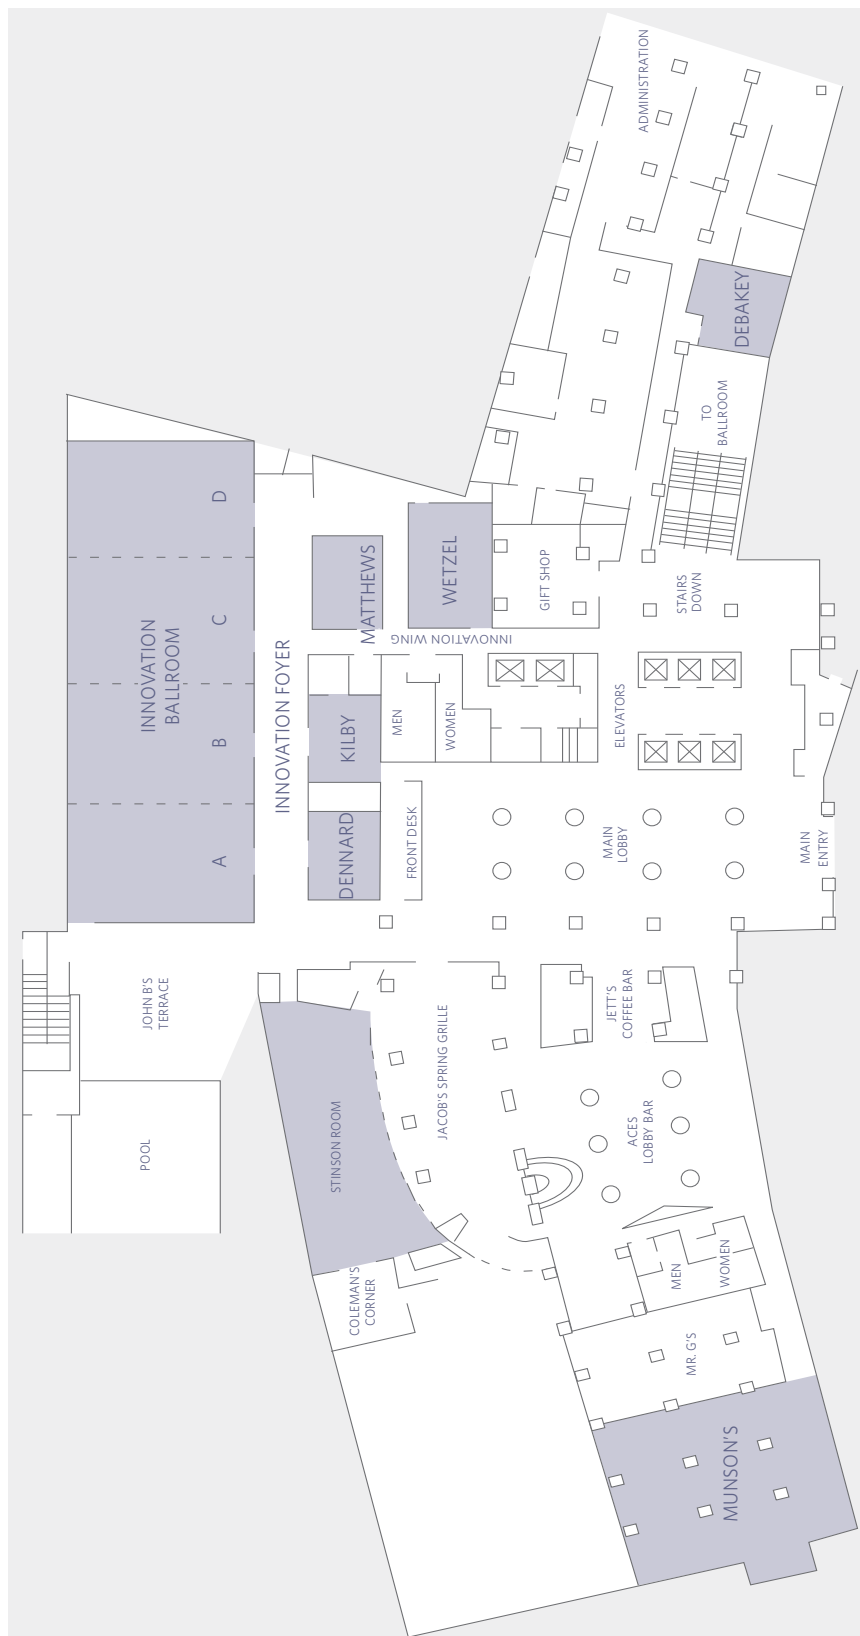 ADMINISTRATION
DEBAKEY
TO
BALLROOM
STAIRS
DOWN
GIFT SHOP
WETZEL
MATTHEWS
INNOVATION WING
INNOVATION
BALLROOM
D
C
B
A
INNOVATION FOYER
KILBY
DENNARD
MEN
WOMEN
FRONT DESK
ELEVATORS
MAIN
LOBBY
MAIN
ENTRY
JOHN B'S
TERRACE
POOL
STINSON ROOM
JACOB'S SPRING GRILLE
JETT'S
COFFEE BAR
ACES
LOBBY BAR
COLEMAN'S
CORNER
MEN
WOMEN
MR. G'S
MUNSON'S